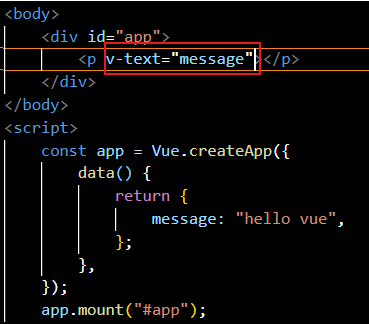 <body>
    <div id="app">
        <p v-text="message"></p>
    </div>
</body>
<script>
    const app = Vue.createApp({
        data() {
            return {
                message: "hello vue",
            };
        },
    });
    app.mount("#app");